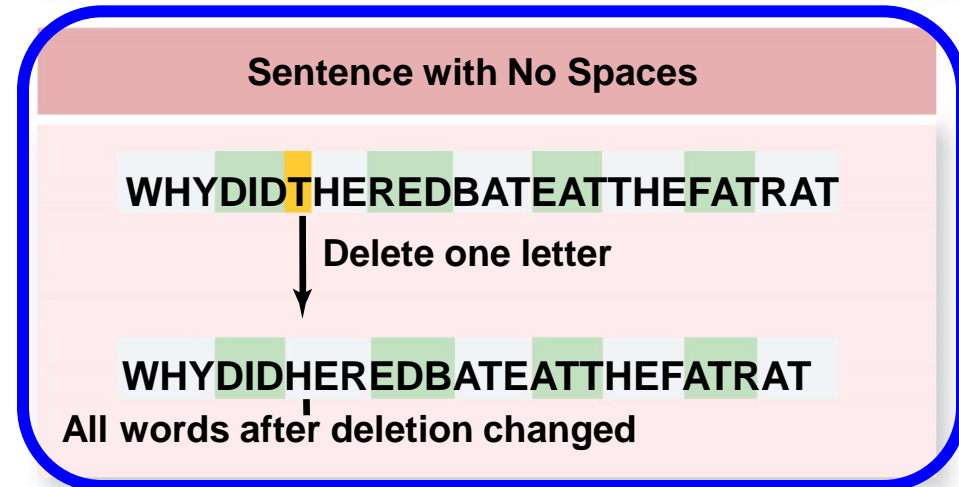 Sentence with No Spaces
WHYDIDTHEREDBATEATTHEFATRAT
Delete one letter
WHYDIDHEREDBATEATTHEFATRAT
All words after deletion changed